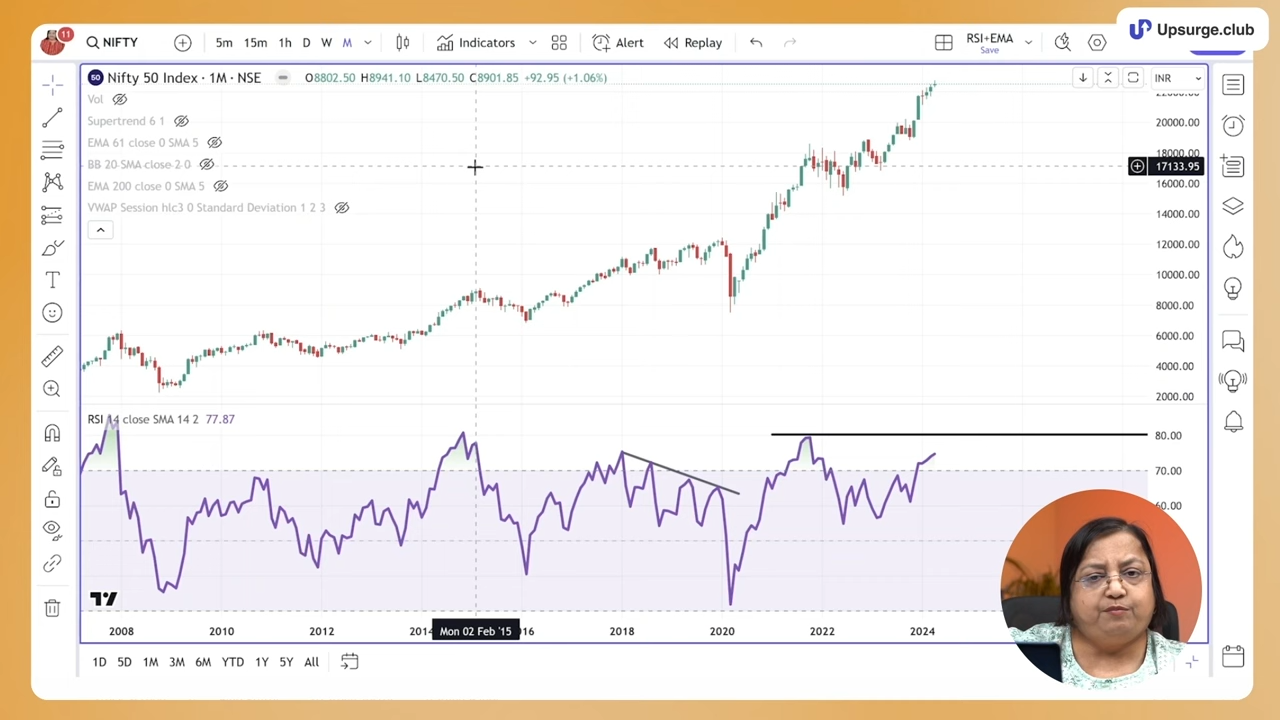 Upsurge.club
11
NIFTY
5m 15m 1h D W M
Indicators
Alert
Replay
RSI+EMA
Save
50 Nifty 50 Index · 1M · NSE O8802.50 H8941.10 L8470.50 C8901.85 +92.95 (+1.06%)
INR
Vol
Supertrend 6 1
EMA 61 close 0 SMA 5
BB 20 SMA close 2 0
EMA 200 close 0 SMA 5
VWAP Session hlc3 0 Standard Deviation 1 2 3
22000.00
20000.00
18000.00
17133.95
16000.00
14000.00
12000.00
10000.00
8000.00
6000.00
4000.00
2000.00
RSI 14 close SMA 14 2 77.87
80.00
70.00
60.00
2008 2010 2012 2014 Mon 02 Feb '15 16 2018 2020 2022 2024
1D 5D 1M 3M 6M YTD 1Y 5Y All